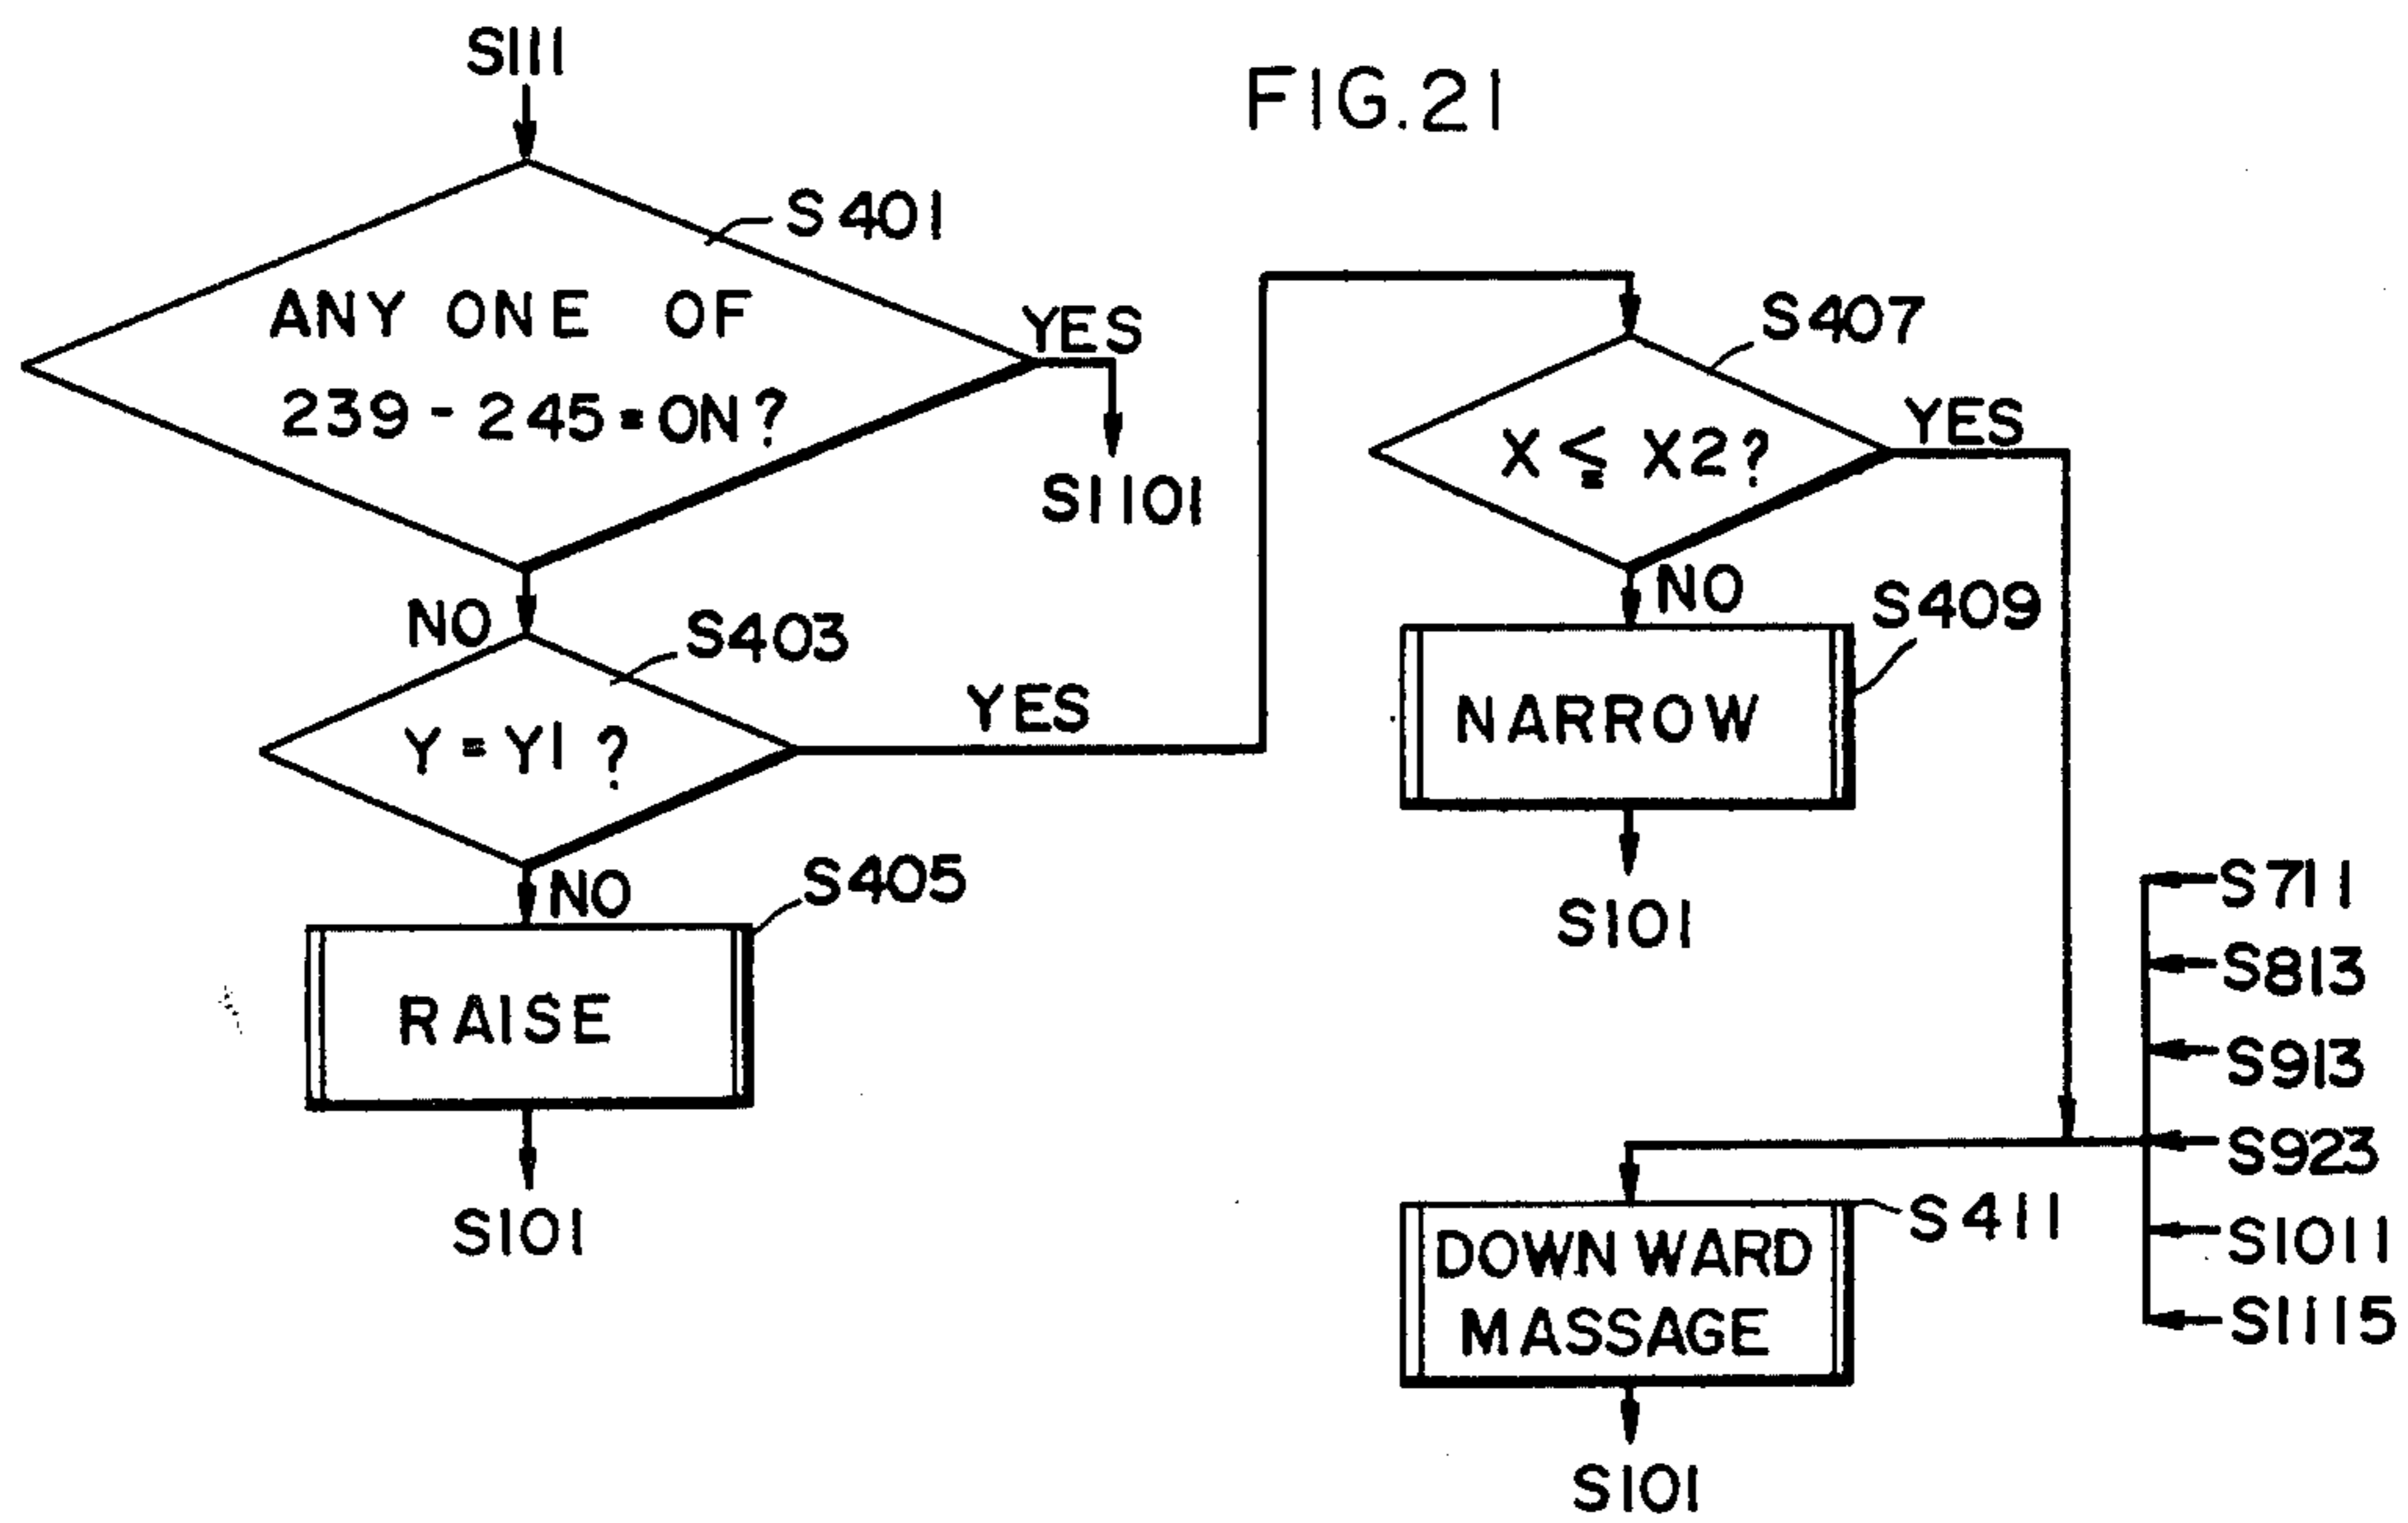 S111
FIG.21
S401
ANY ONE OF
239-245=ON?
YES
S1101
NO
S403
Y=Y1?
YES
NO
S405
RAISE
S101
S407
X≦X2?
YES
NO
S409
NARROW
S101
S711
S813
S913
S923
S1011
S1115
S411
DOWN WARD
MASSAGE
S101